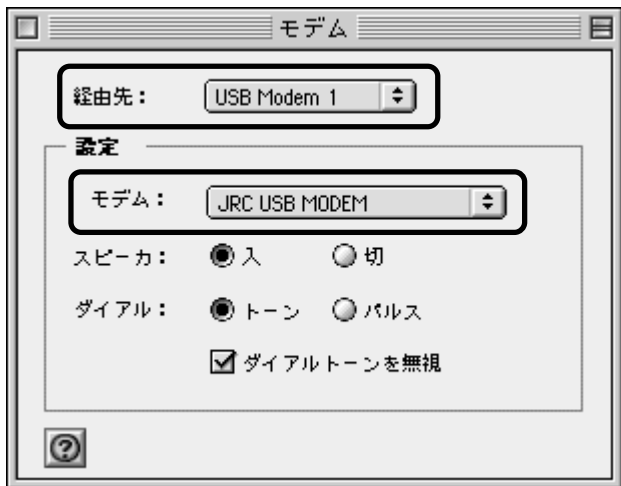 モデム
経由先： USB Modem 1
設定
モデム： JRC USB MODEM
スピーカ： 入 切
ダイアル： トーン パルス
ダイアルトーンを無視
?